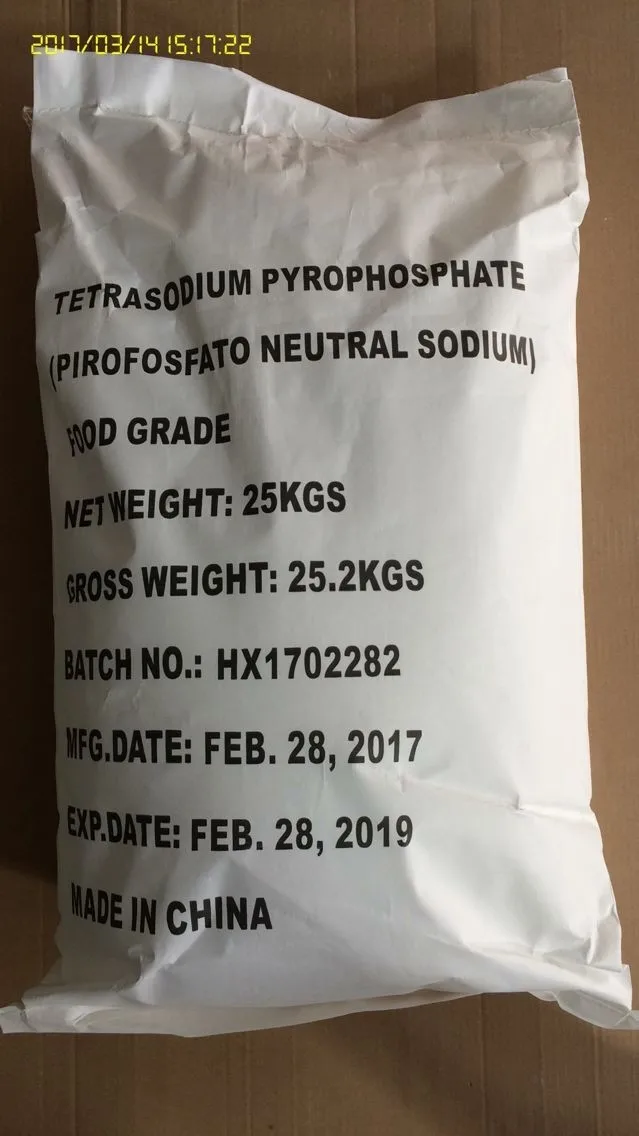 2017/03/14 15:17:22
TETRASODIUM PYROPHOSPHATE
(PIROFOSFATO NEUTRAL SODIUM)
FOOD GRADE
NET WEIGHT: 25KGS
GROSS WEIGHT: 25.2KGS
BATCH NO.: HX1702282
MFG.DATE: FEB. 28, 2017
EXP.DATE: FEB. 28, 2019
MADE IN CHINA